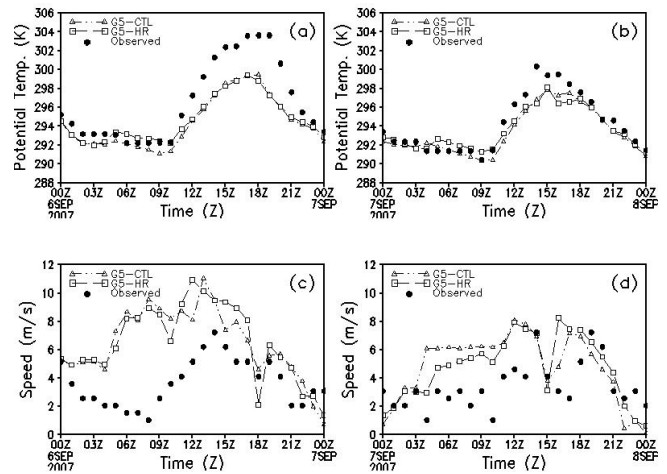 306
304
302
300
298
296
294
292
290
288
Potential Temp. (K)
G5-CTL
G5-HR
Observed
(a)
00Z 03Z 06Z 09Z 12Z 15Z 18Z 21Z 00Z
6SEP 7SEP
2007
Time (Z)
306
304
302
300
298
296
294
292
290
288
Potential Temp. (K)
G5-CTL
G5-HR
Observed
(b)
00Z 03Z 06Z 09Z 12Z 15Z 18Z 21Z 00Z
7SEP 8SEP
2007
Time (Z)
12
10
8
6
4
2
0
Speed (m/s)
G5-CTL
G5-HR
Observed
(c)
00Z 03Z 06Z 09Z 12Z 15Z 18Z 21Z 00Z
6SEP 7SEP
2007
Time (Z)
12
10
8
6
4
2
0
Speed (m/s)
G5-CTL
G5-HR
Observed
(d)
00Z 03Z 06Z 09Z 12Z 15Z 18Z 21Z 00Z
7SEP 8SEP
2007
Time (Z)